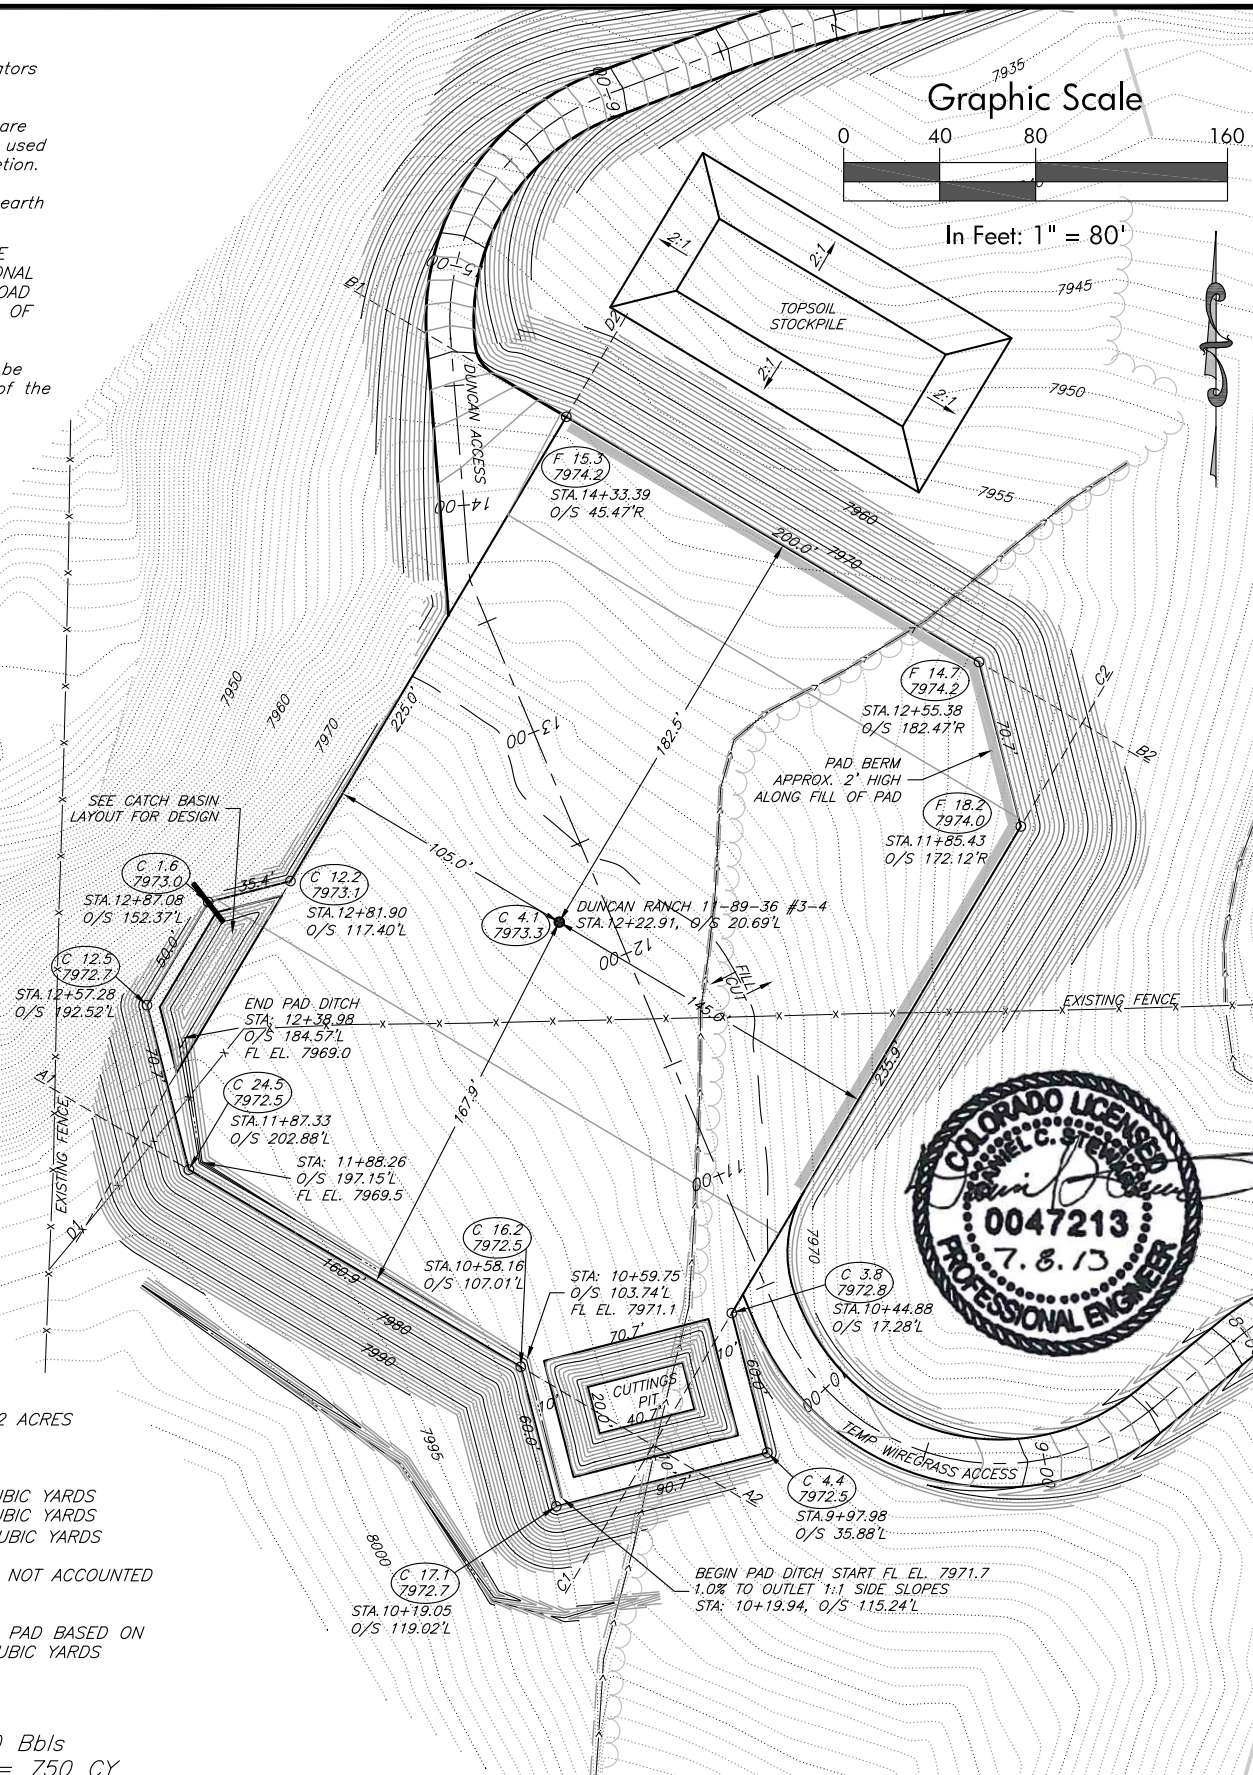 are
used
earth
OF
be
of the
Graphic Scale
0 40 80 160
In Feet: 1" = 80'
7935
7945
7950
7955
7960
7970
TOPSOIL
STOCKPILE
2:1
2:1
2:1
2:1
16+00
15+00
14+00
13+00
12+00
11+00
10+00
9+00
B1
D2
C2
B2
A1
D1
C1
A2
DUNCAN ACCESS
F 15.3
7974.2
STA.14+33.39
O/S 45.47'R
200.0'
182.5'
225.0'
7950
7960
7970
F 14.7
7974.2
STA.12+55.38
O/S 182.47'R
70.7'
PAD BERM
APPROX. 2' HIGH
ALONG FILL OF PAD
F 18.2
7974.0
STA.11+85.43
O/S 172.12'R
SEE CATCH BASIN
LAYOUT FOR DESIGN
C 1.6
7973.0
STA.12+87.08
O/S 152.37'L
35.4'
C 12.2
7973.1
STA.12+81.90
O/S 117.40'L
105.0'
C 4.1
7973.3
DUNCAN RANCH 11-89-36 #3-4
STA.12+22.91, O/S 20.69'L
50.0'
C 12.5
7972.7
STA.12+57.28
O/S 192.52'L
FILL
CUT
145.0'
EXISTING FENCE
END PAD DITCH
STA: 12+38.98
O/S 184.57'L
FL EL. 7969.0
70.7'
235.9'
C 24.5
7972.5
STA.11+87.33
O/S 202.88'L
167.9'
EXISTING FENCE
STA: 11+88.26
O/S 197.15'L
FL EL. 7969.5
COLORADO LICENSED
DANIEL C.
0047213
7.8.13
PROFESSIONAL ENGINEER
C 16.2
7972.5
STA.10+58.16
O/S 107.01'L
160.9'
7980
7990
STA: 10+59.75
O/S 103.74'L
FL EL. 7971.1
7970
C 3.8
7972.8
STA.10+44.88
O/S 17.28'L
70.7'
10'
60.0'
CUTTINGS
PIT
20.0'
40.7'
10'
60.0'
10'
90.7'
TEMP WIREGRASS ACCESS
C 4.4
7972.5
STA.9+97.98
O/S 35.88'L
7995
8000
C 17.1
7972.7
STA.10+19.05
O/S 119.02'L
BEGIN PAD DITCH START FL EL. 7971.7
1.0% TO OUTLET 1:1 SIDE SLOPES
STA: 10+19.94, O/S 115.24'L
2 ACRES
YARDS
YARDS
YARDS
NOT ACCOUNTED
PAD BASED ON
YARDS
Bbls
= 750 CY